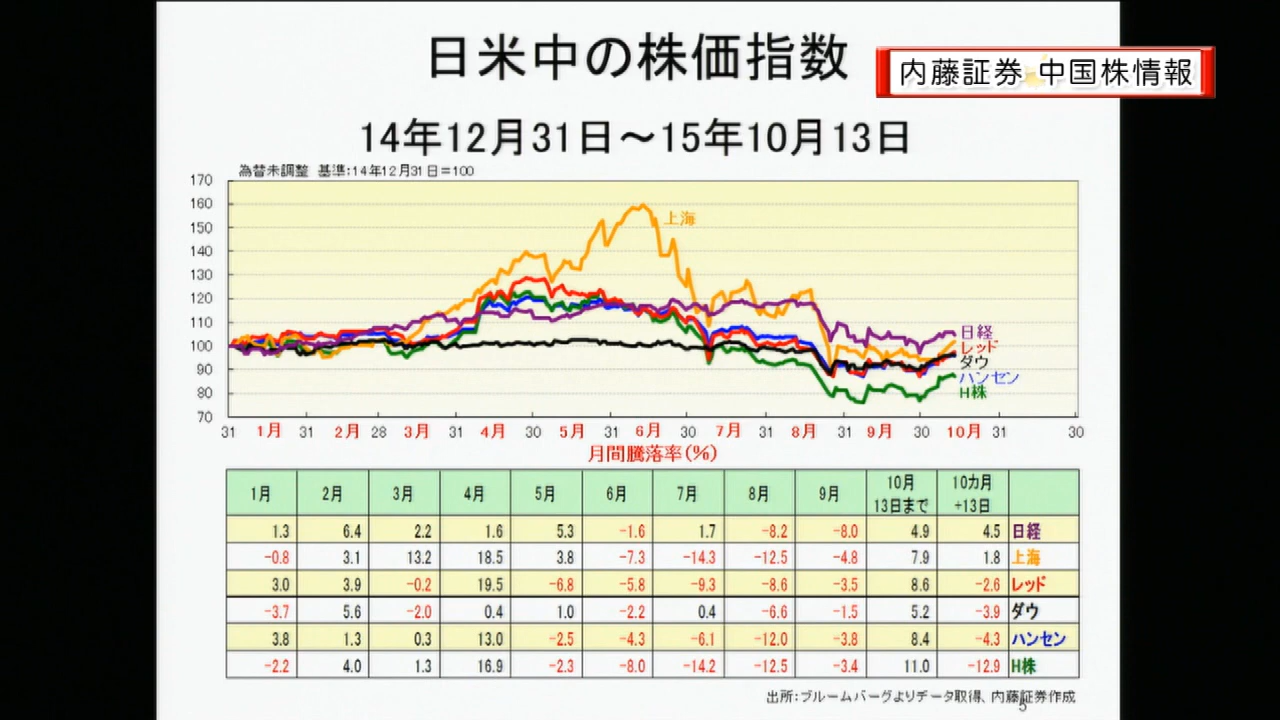 日米中の株価指数
内藤証券 中国株情報
14年12月31日～15年10月13日
為替未調整 基準:14年12月31日=100
170
160
150
140
130
120
110
100
90
80
70
上海
日経
レッド
ダウ
ハンセン
H株
31 1月 31 2月 28 3月 31 4月 30 5月 31 6月 30 7月 31 8月 31 9月 30 10月 31 30
月間騰落率(%)
1月 2月 3月 4月 5月 6月 7月 8月 9月 10月13日まで 10カ月+13日
1.3 6.4 2.2 1.6 5.3 -1.6 1.7 -8.2 -8.0 4.9 4.5 日経
-0.8 3.1 13.2 18.5 3.8 -7.3 -14.3 -12.5 -4.8 7.9 1.8 上海
3.0 3.9 -0.2 19.5 -6.8 -5.8 -9.3 -8.6 -3.5 8.6 -2.6 レッド
-3.7 5.6 -2.0 0.4 1.0 -2.2 0.4 -6.6 -1.5 5.2 -3.9 ダウ
3.8 1.3 0.3 13.0 -2.5 -4.3 -6.1 -12.0 -3.8 8.4 -4.3 ハンセン
-2.2 4.0 1.3 16.9 -2.3 -8.0 -14.2 -12.5 -3.4 11.0 -12.9 H株
出所:ブルームバーグよりデータ取得、内藤証券作成
5